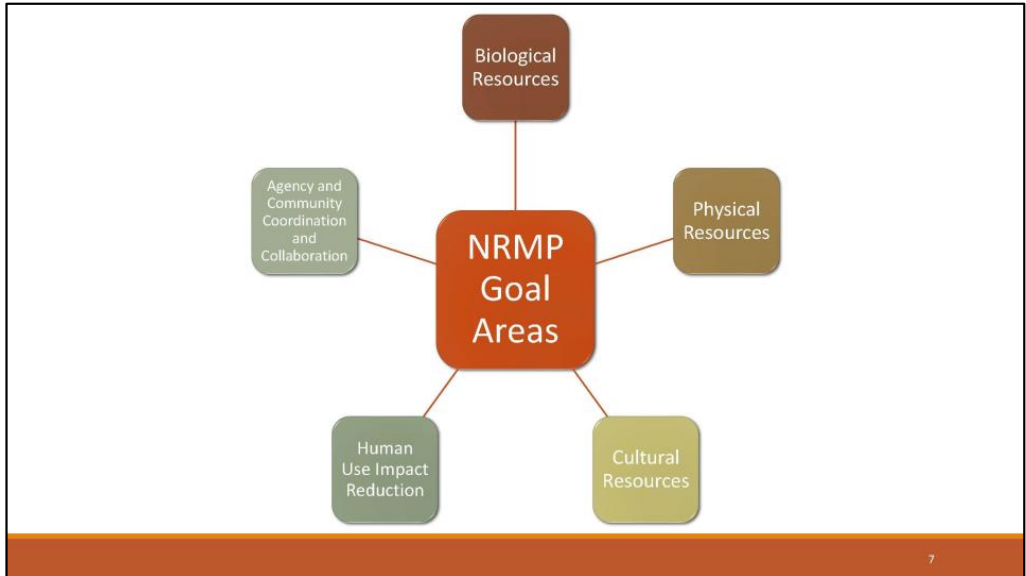 Biological
Resources
Agency and
Community
Coordination
and
Collaboration
Physical
Resources
NRMP
Goal
Areas
Human
Use Impact
Reduction
Cultural
Resources
7